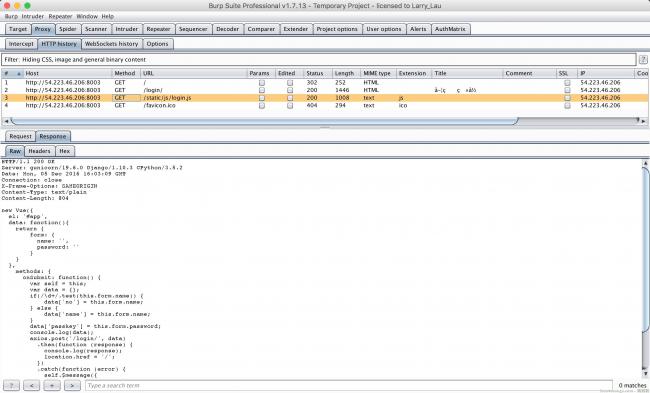 Burp Suite Professional v1.7.13 - Temporary Project - licensed to Larry_Lau
Burp Intruder Repeater Window Help
Target Proxy Spider Scanner Intruder Repeater Sequencer Decoder Comparer Extender Project options User options Alerts AuthMatrix
Intercept HTTP history WebSockets history Options
Filter: Hiding CSS, image and general binary content ?
# Host Method URL Params Edited Status Length MIME type Extension Title Comment SSL IP Coo
1 http://54.223.46.206:8003 GET / 302 252 HTML 54.223.46.206
2 http://54.223.46.206:8003 GET /login/ 200 1446 HTML 54.223.46.206
3 http://54.223.46.206:8003 GET /static/js/login.js 200 1008 text js 54.223.46.206
4 http://54.223.46.206:8003 GET /favicon.ico 404 294 text ico 54.223.46.206
Request Response
Raw Headers Hex
HTTP/1.1 200 OK
Server: gunicorn/19.6.0 Django/1.10.3 CPython/3.5.2
Date: Mon, 05 Dec 2016 16:03:09 GMT
Connection: close
X-Frame-Options: SAMEORIGIN
Content-Type: text/plain
Content-Length: 804
new Vue({
el: '#app',
data: function(){
return {
form: {
name: '',
password: ''
}
}
},
methods: {
onSubmit: function() {
var self = this;
var data = {};
if(/\d+/.test(this.form.name)) {
data['no'] = this.form.name;
} else {
data['name'] = this.form.name;
}
data['passkey'] = this.form.password;
console.log(data);
axios.post('/login/', data)
.then(function (response) {
console.log(response);
location.href = '/';
})
.catch(function (error) {
self.$message({
? < + > Type a search term 0 matches